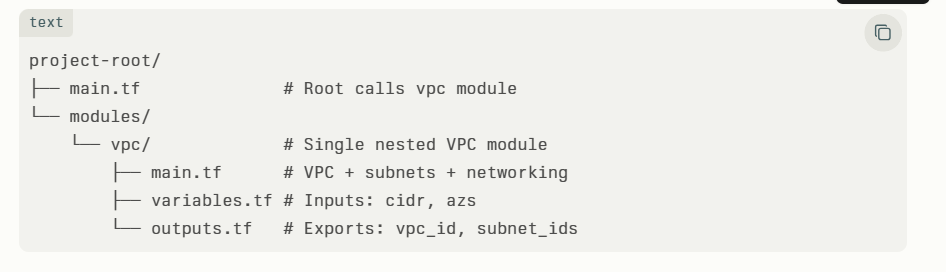 text
project-root/
├── main.tf              # Root calls vpc module
└── modules/
    └── vpc/             # Single nested VPC module
        ├── main.tf      # VPC + subnets + networking
        ├── variables.tf # Inputs: cidr, azs
        └── outputs.tf   # Exports: vpc_id, subnet_ids